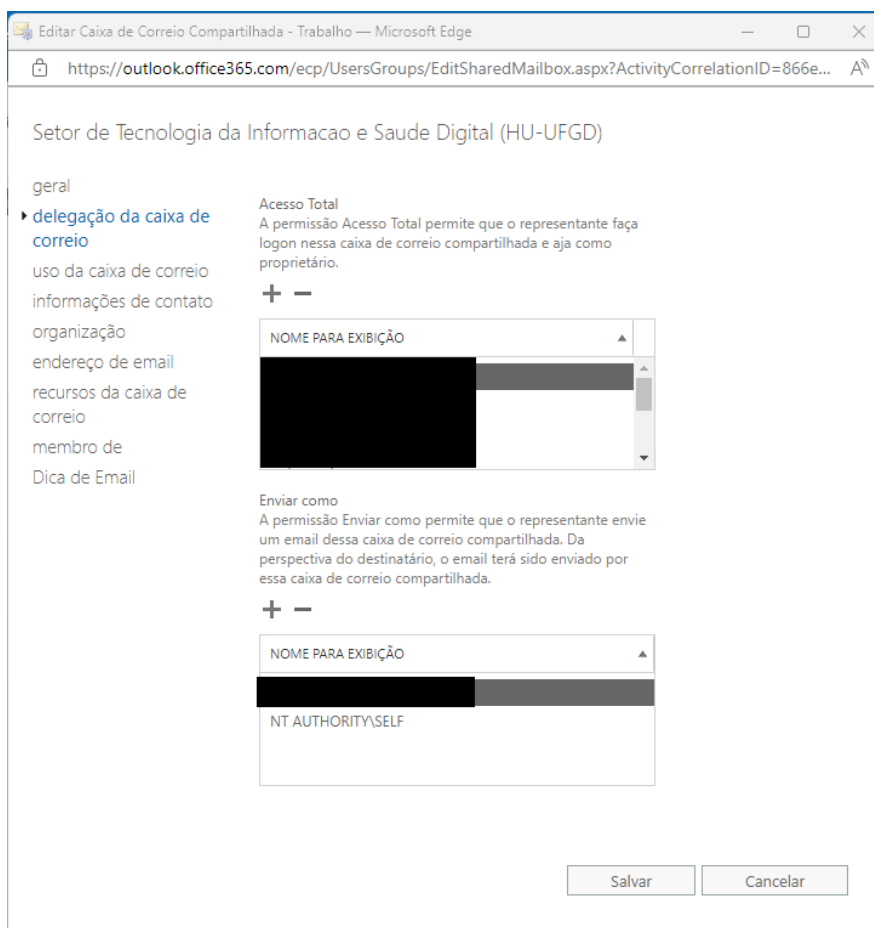 Editar Caixa de Correio Compartilhada - Trabalho — Microsoft Edge
https://outlook.office365.com/ecp/UsersGroups/EditSharedMailbox.aspx?ActivityCorrelationID=866e...
Setor de Tecnologia da Informacao e Saude Digital (HU-UFGD)
geral
delegação da caixa de
correio
uso da caixa de correio
informações de contato
organização
endereço de email
recursos da caixa de
correio
membro de
Dica de Email
Acesso Total
A permissão Acesso Total permite que o representante faça
logon nessa caixa de correio compartilhada e aja como
proprietário.
NOME PARA EXIBIÇÃO
Enviar como
A permissão Enviar como permite que o representante envie
um email dessa caixa de correio compartilhada. Da
perspectiva do destinatário, o email terá sido enviado por
essa caixa de correio compartilhada.
NOME PARA EXIBIÇÃO
NT AUTHORITY\SELF
Salvar
Cancelar